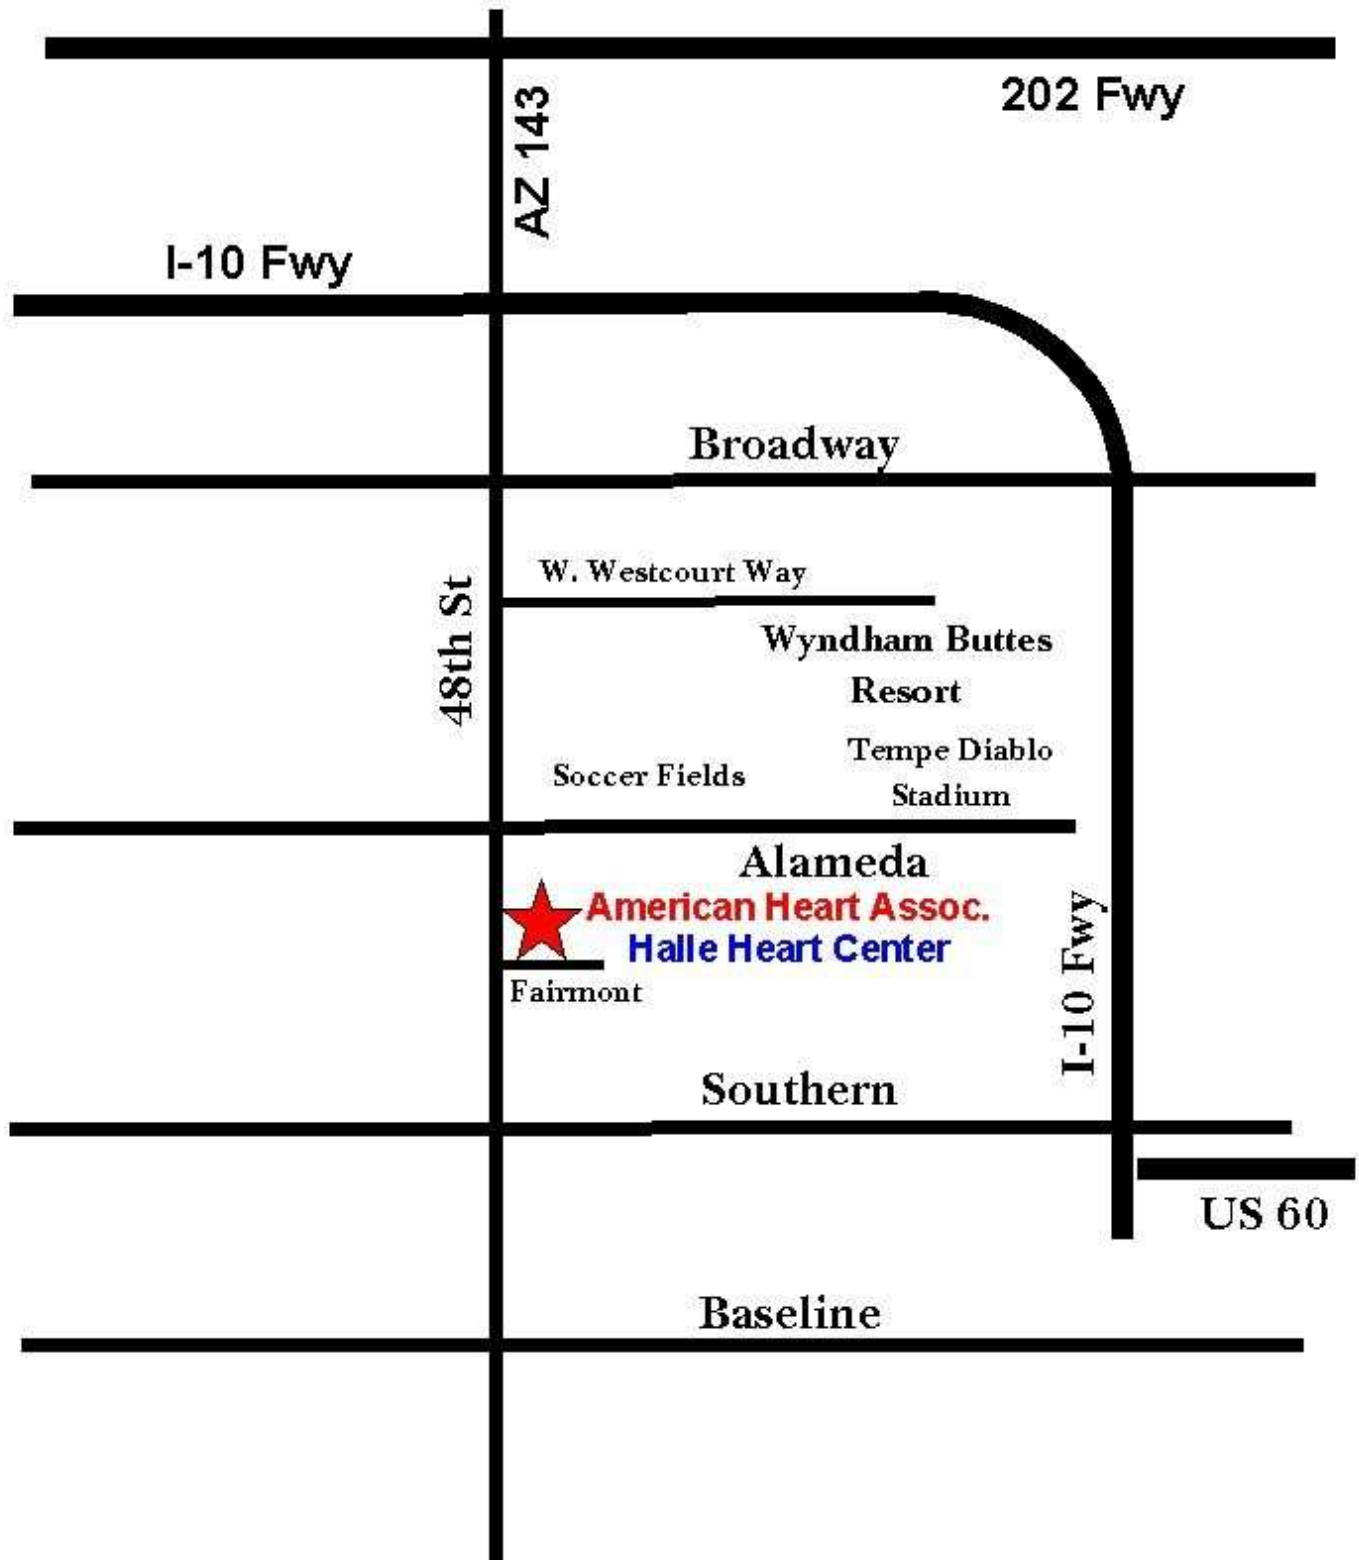 202 Fwy
AZ 143
I-10 Fwy
Broadway
W. Westcourt Way
48th St
Wyndham Buttes
Resort
Tempe Diablo
Stadium
Soccer Fields
Alameda
American Heart Assoc.
Halle Heart Center
Fairmont
I-10 Fwy
Southern
US 60
Baseline